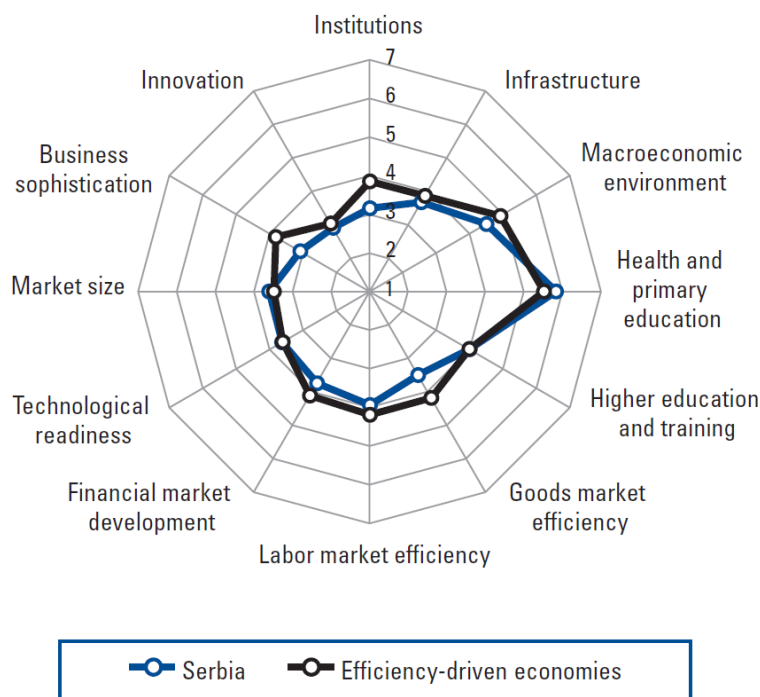 Institutions
Infrastructure
Macroeconomic
environment
Health and
primary
education
Higher education
and training
Goods market
efficiency
Labor market efficiency
Financial market
development
Technological
readiness
Market size
Business
sophistication
Innovation
7
6
5
4
3
2
1
Serbia
Efficiency-driven economies